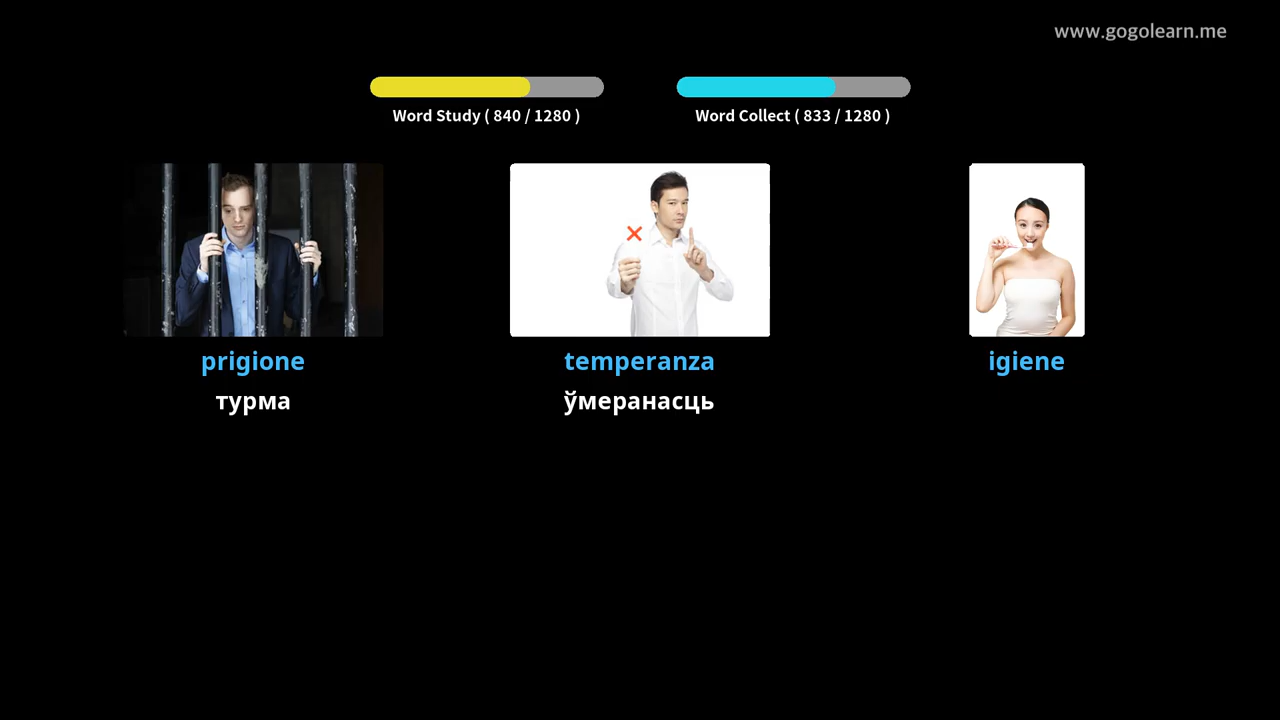 www.gogolearn.me
Word Study ( 840 / 1280 )
Word Collect ( 833 / 1280 )
prigione
temperanza
igiene
турма
ўмеранасць